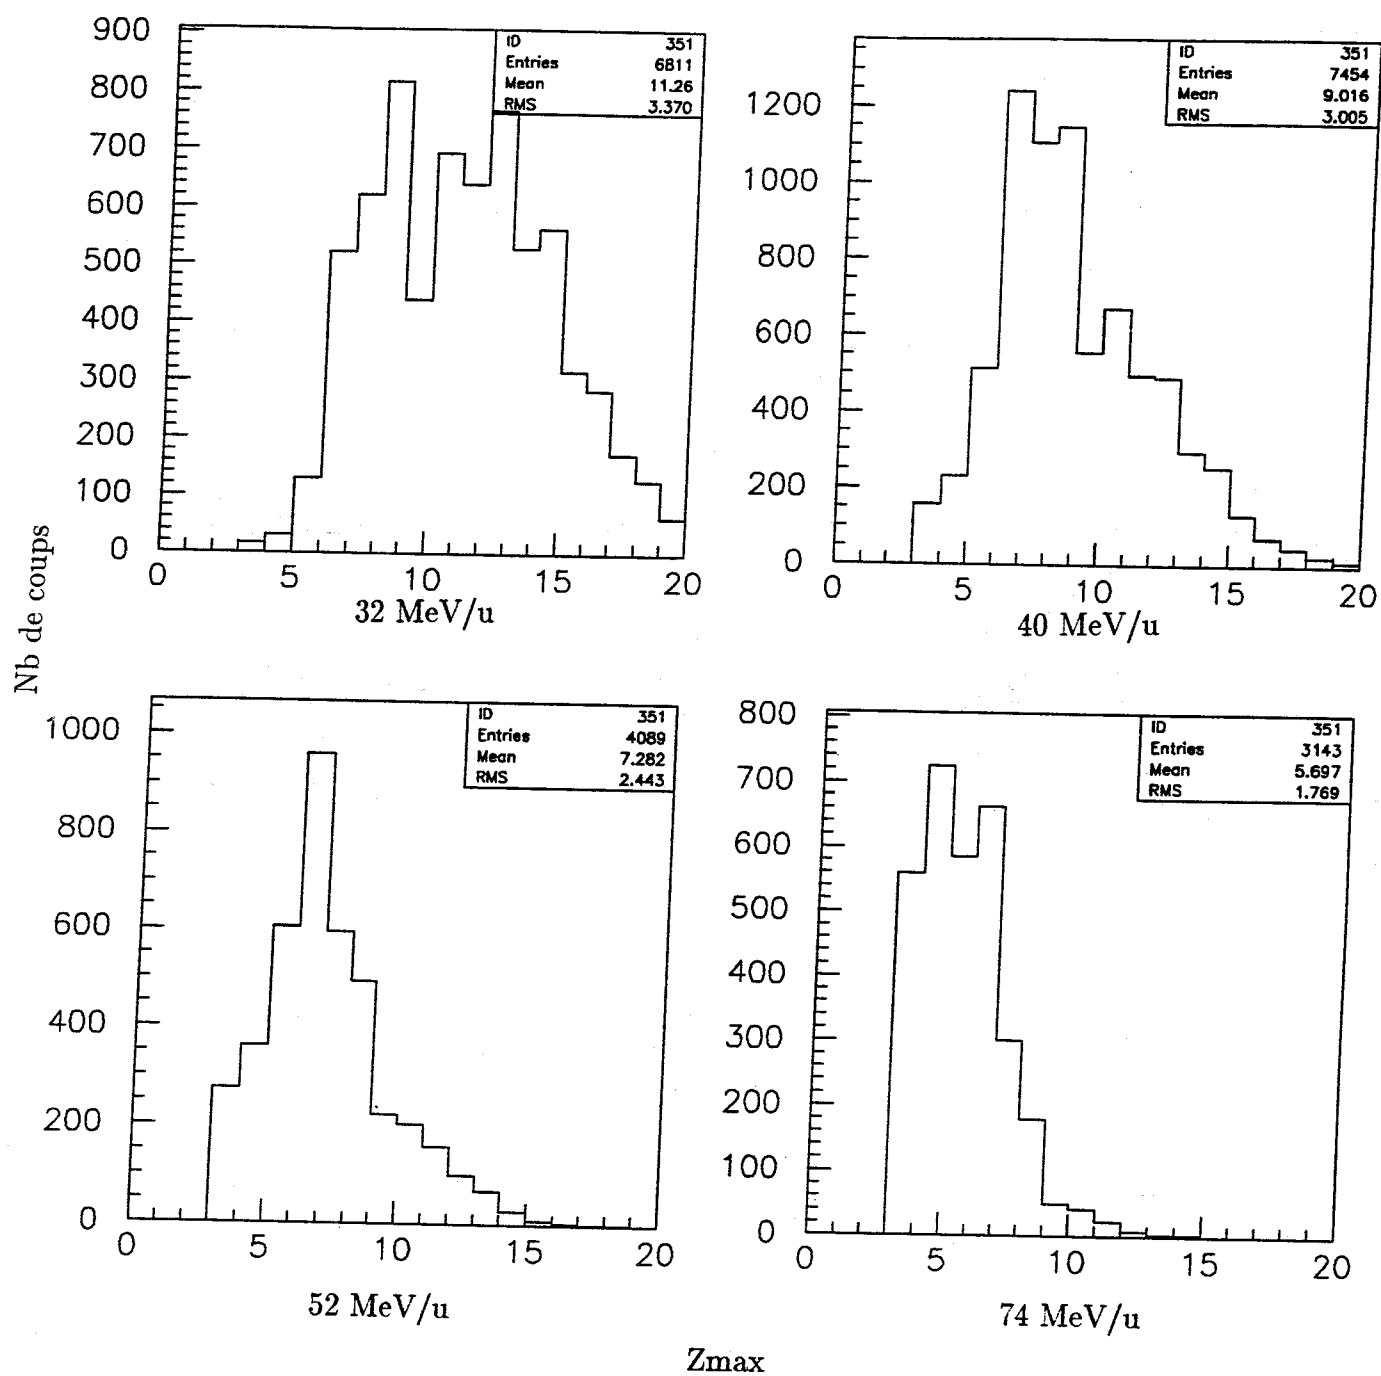 900
800
700
600
500
400
300
200
100
0
0 5 10 15 20
ID 351
Entries 6811
Mean 11.26
RMS 3.370
32 MeV/u
1200
1000
800
600
400
200
0
0 5 10 15 20
ID 351
Entries 7454
Mean 9.016
RMS 3.005
40 MeV/u
Nb de coups
1000
800
600
400
200
0
0 5 10 15 20
ID 351
Entries 4089
Mean 7.282
RMS 2.443
52 MeV/u
800
700
600
500
400
300
200
100
0
0 5 10 15 20
ID 351
Entries 3143
Mean 5.697
RMS 1.769
74 MeV/u
Zmax